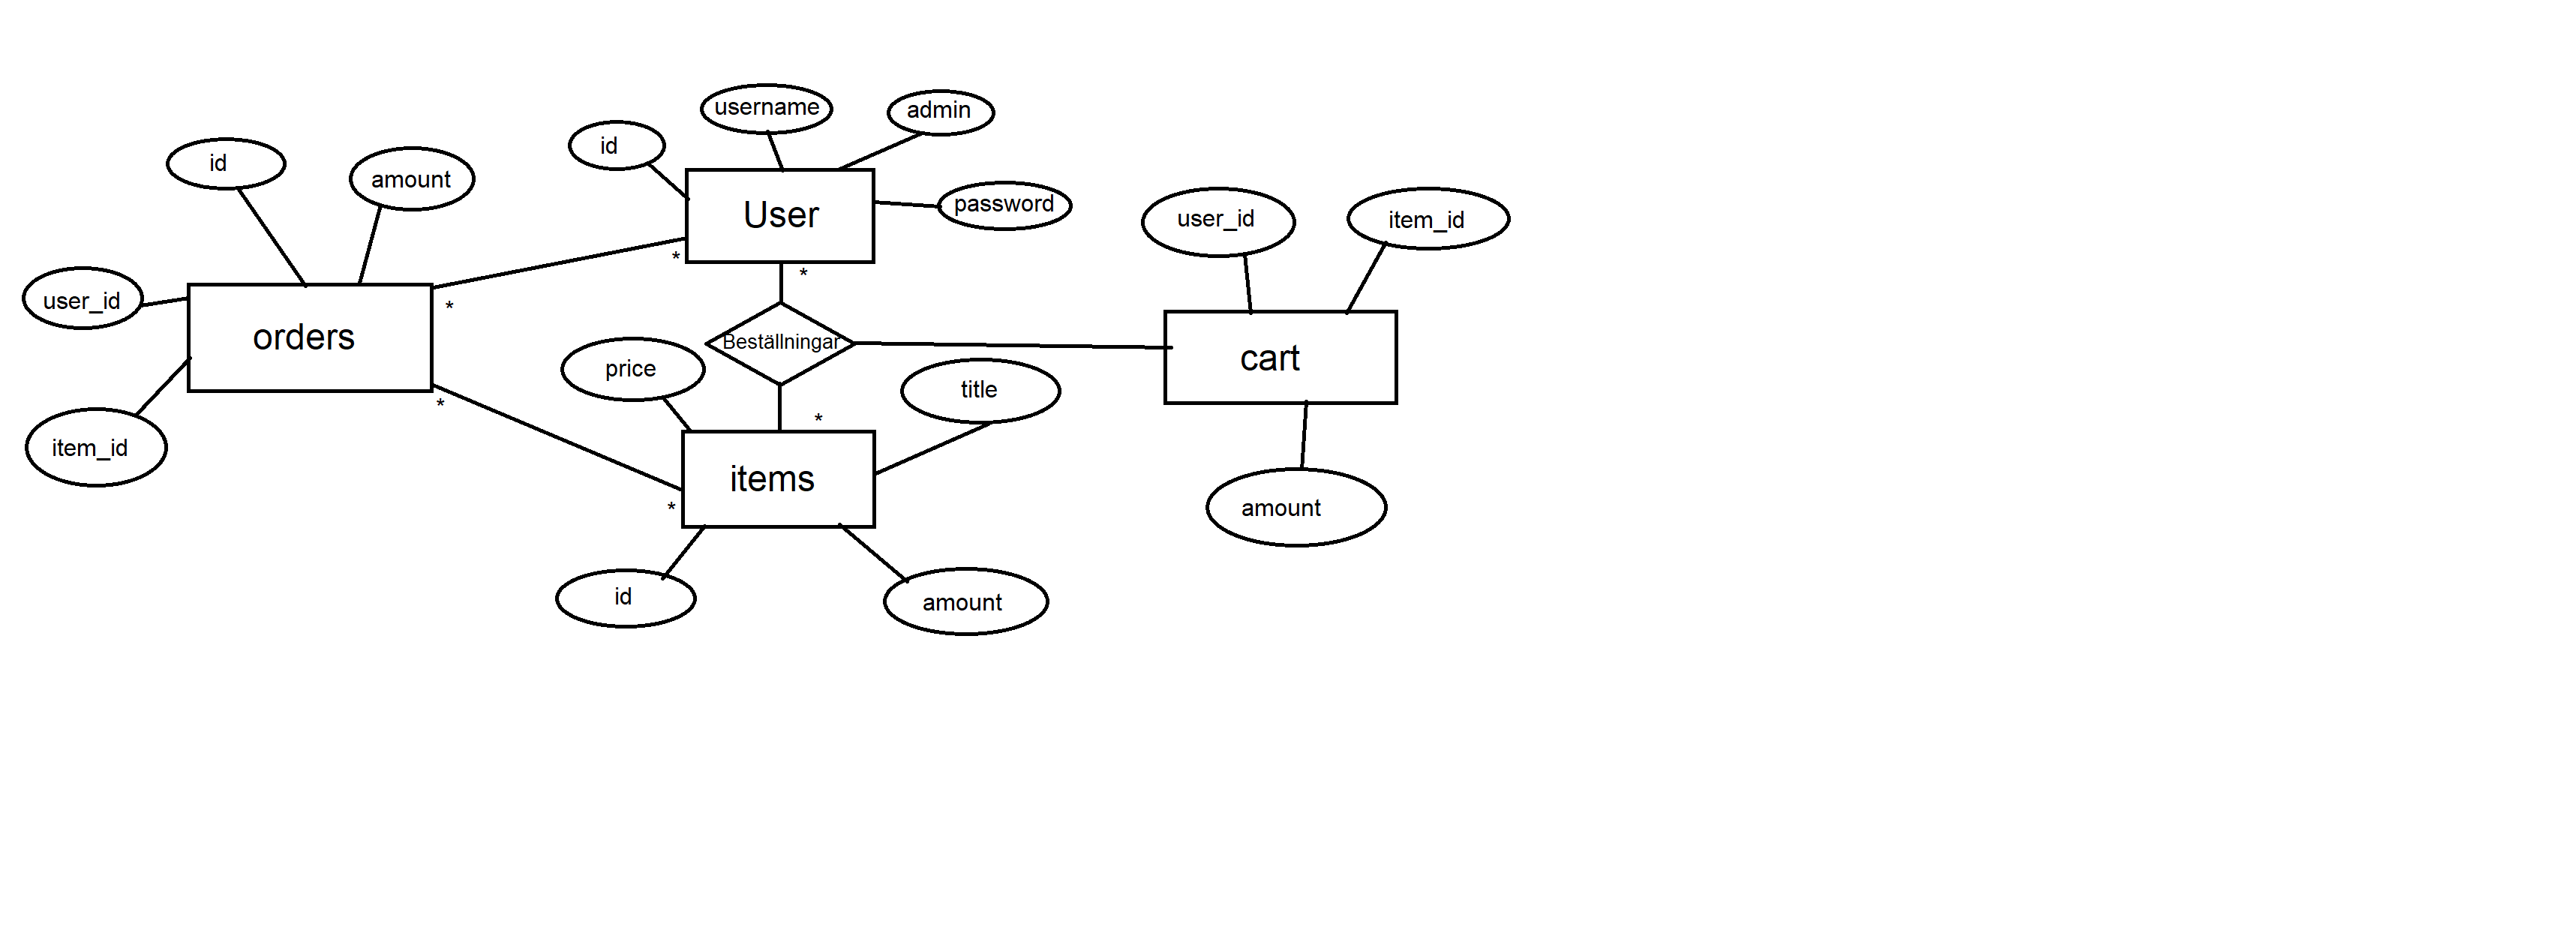 username
admin
id
id
amount
password
user_id
item_id
User
*
*
user_id
*
orders
Beställningar
cart
price
title
*
*
item_id
items
*
amount
id
amount